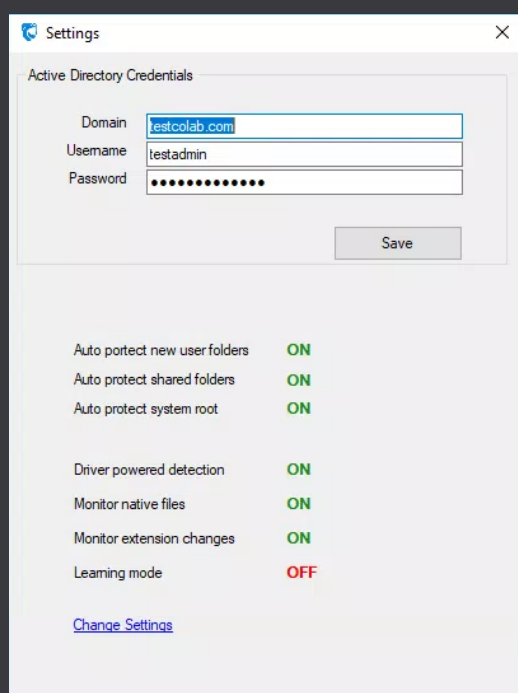 Settings
Active Directory Credentials
Domain testcolab.com
Username testadmin
Password •••••••••••••
Save
Auto portect new user folders ON
Auto protect shared folders ON
Auto protect system root ON
Driver powered detection ON
Monitor native files ON
Monitor extension changes ON
Learning mode OFF
Change Settings